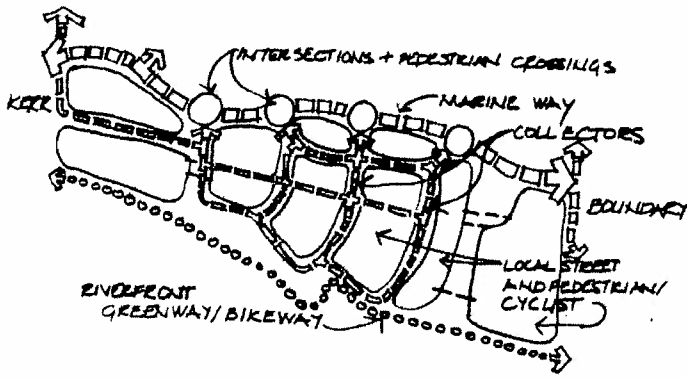 INTERSECTIONS + PEDESTRIAN CROSSINGS
KERR
MARINE WAY
COLLECTORS
BOUNDARY
LOCAL STREET
AND PEDESTRIAN/
CYCLIST
RIVERFRONT
GREENWAY/BIKEWAY